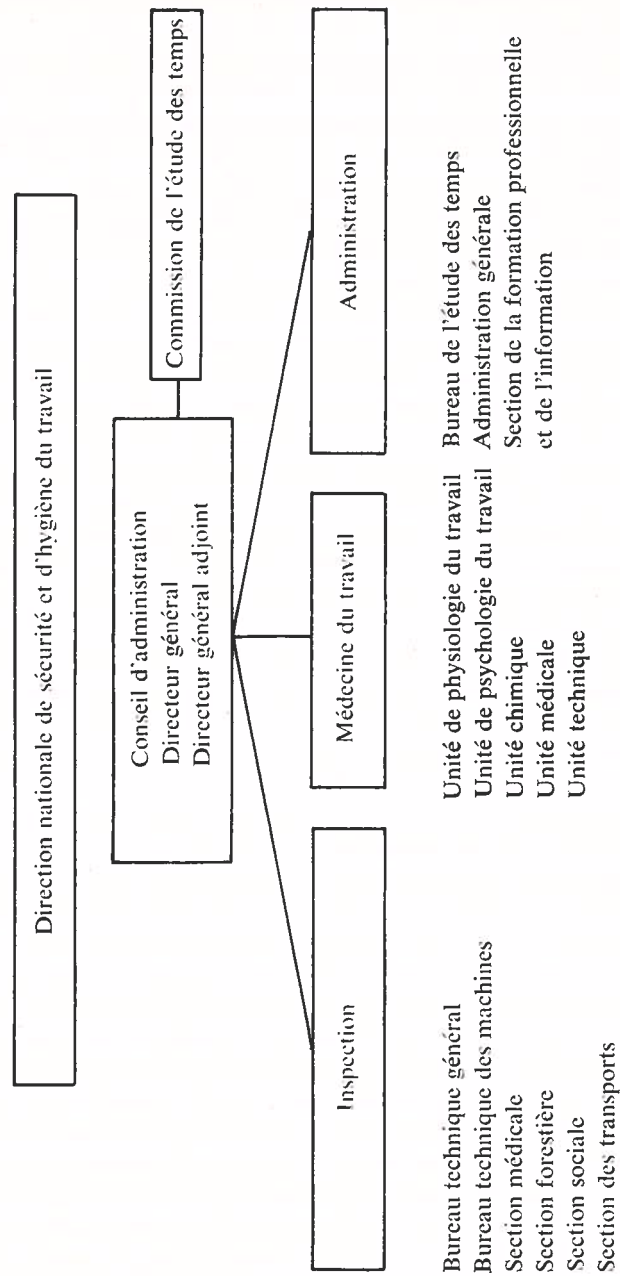 Direction nationale de sécurité et d'hygiène du travail
Conseil d'administration
Directeur général
Directeur général adjoint
Commission de l'étude des temps
Inspection
Médecine du travail
Administration
Bureau technique général
Bureau technique des machines
Section médicale
Section forestière
Section sociale
Section des transports
Unité de physiologie du travail
Unité de psychologie du travail
Unité chimique
Unité médicale
Unité technique
Bureau de l'étude des temps
Administration générale
Section de la formation professionnelle
et de l'information